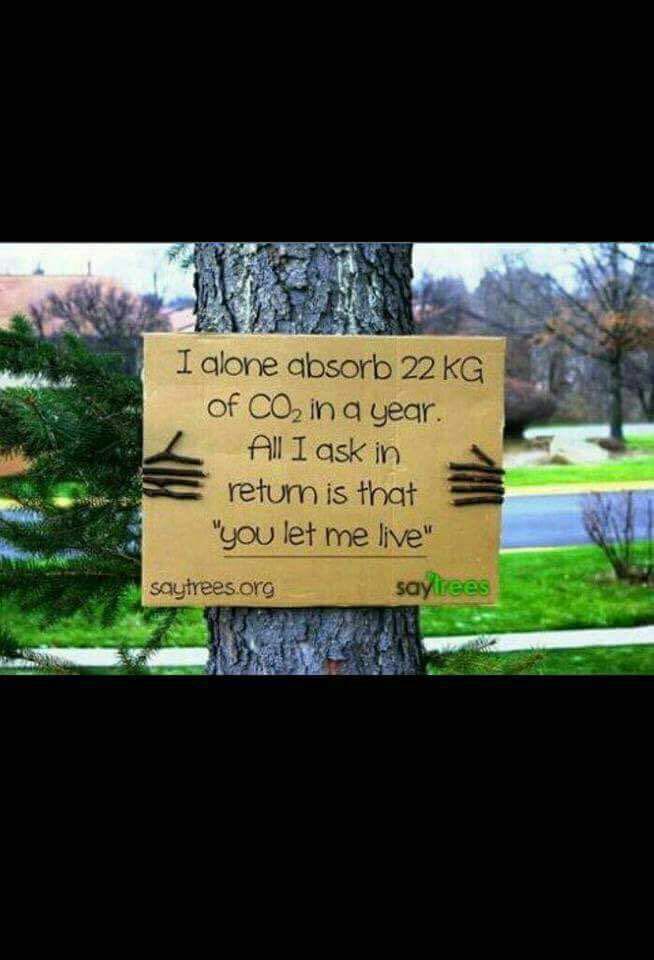 I alone absorb 22 KG
of CO₂ in a year.
All I ask in
return is that
"you let me live"
saytrees.org
saytrees